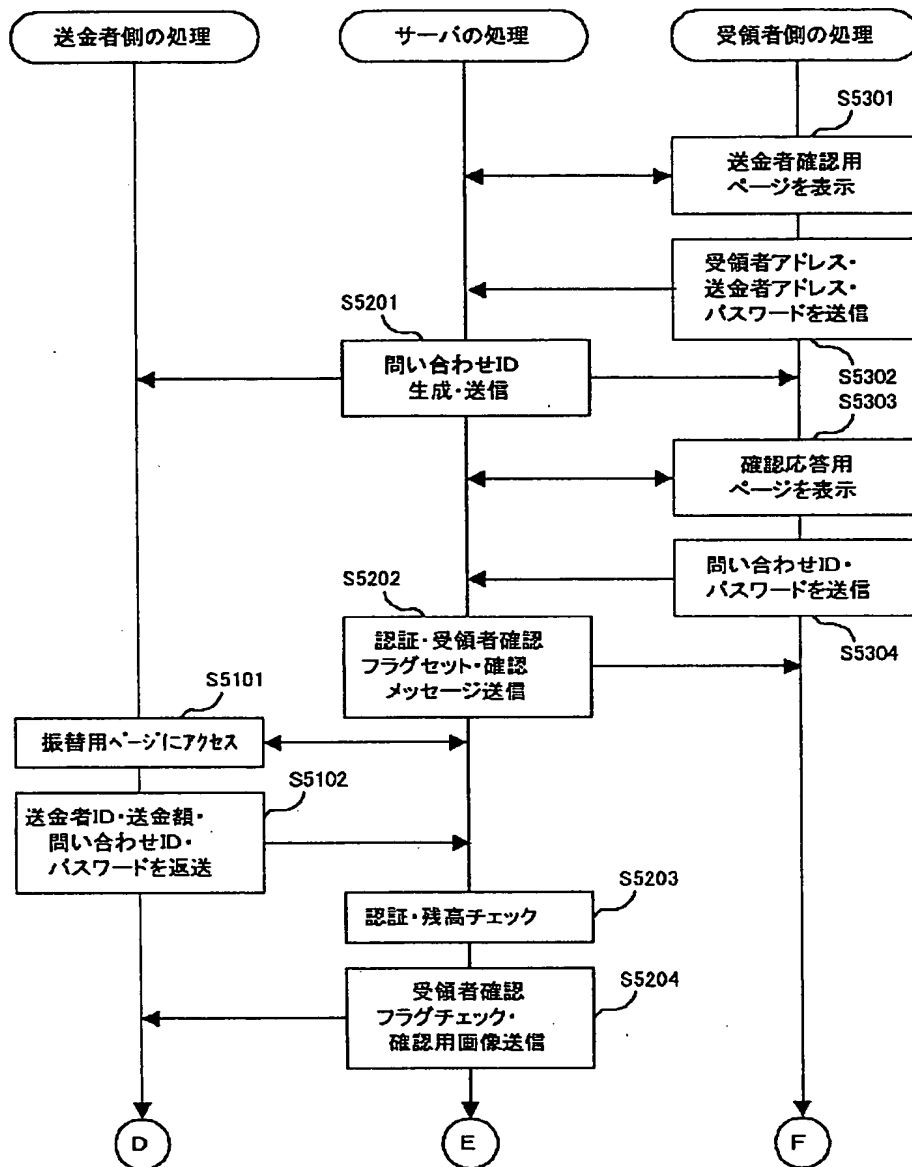 送金者側の処理
サーバの処理
受領者側の処理
S5301
送金者確認用
ページを表示
受領者アドレス・
送金者アドレス・
パスワードを送信
S5302
S5201
問い合わせID
生成・送信
S5303
確認応答用
ページを表示
問い合わせID・
パスワードを送信
S5304
S5202
認証・受領者確認
フラグセット・確認
メッセージ送信
S5101
振替用ページにアクセス
S5102
送金者ID・送金額・
問い合わせID・
パスワードを返送
S5203
認証・残高チェック
S5204
受領者確認
フラグチェック・
確認用画像送信
D
E
F